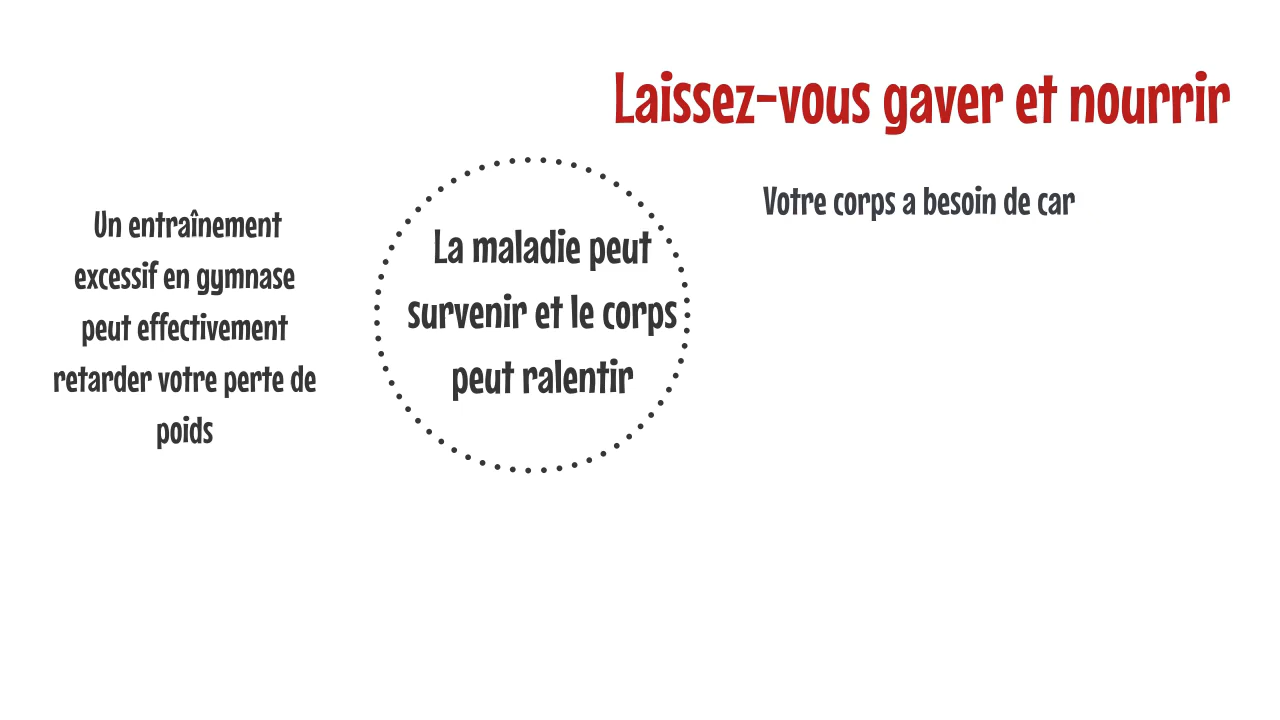 Laissez-vous gaver et nourrir
Un entraînement
excessif en gymnase
peut effectivement
retarder votre perte de
poids
La maladie peut
survenir et le corps
peut ralentir
Votre corps a besoin de car